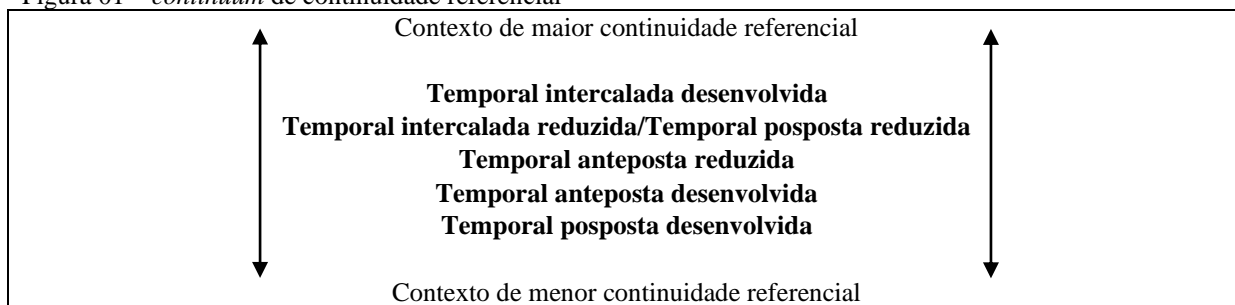 Figura 01 – continuum de continuidade referencial
Contexto de maior continuidade referencial
Temporal intercalada desenvolvida
Temporal intercalada reduzida/Temporal posposta reduzida
Temporal anteposta reduzida
Temporal anteposta desenvolvida
Temporal posposta desenvolvida
Contexto de menor continuidade referencial